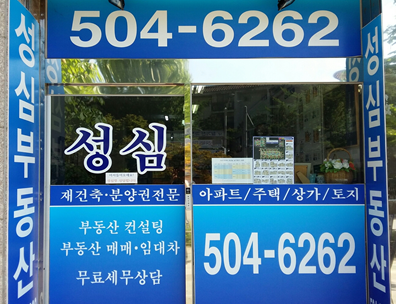 504-6262
성심부동산
성심
재건축·분양권전문
아파트/주택/상가/토지
부동산 컨설팅
부동산 매매·임대차
무료세무상담
504-6262
성심부동산